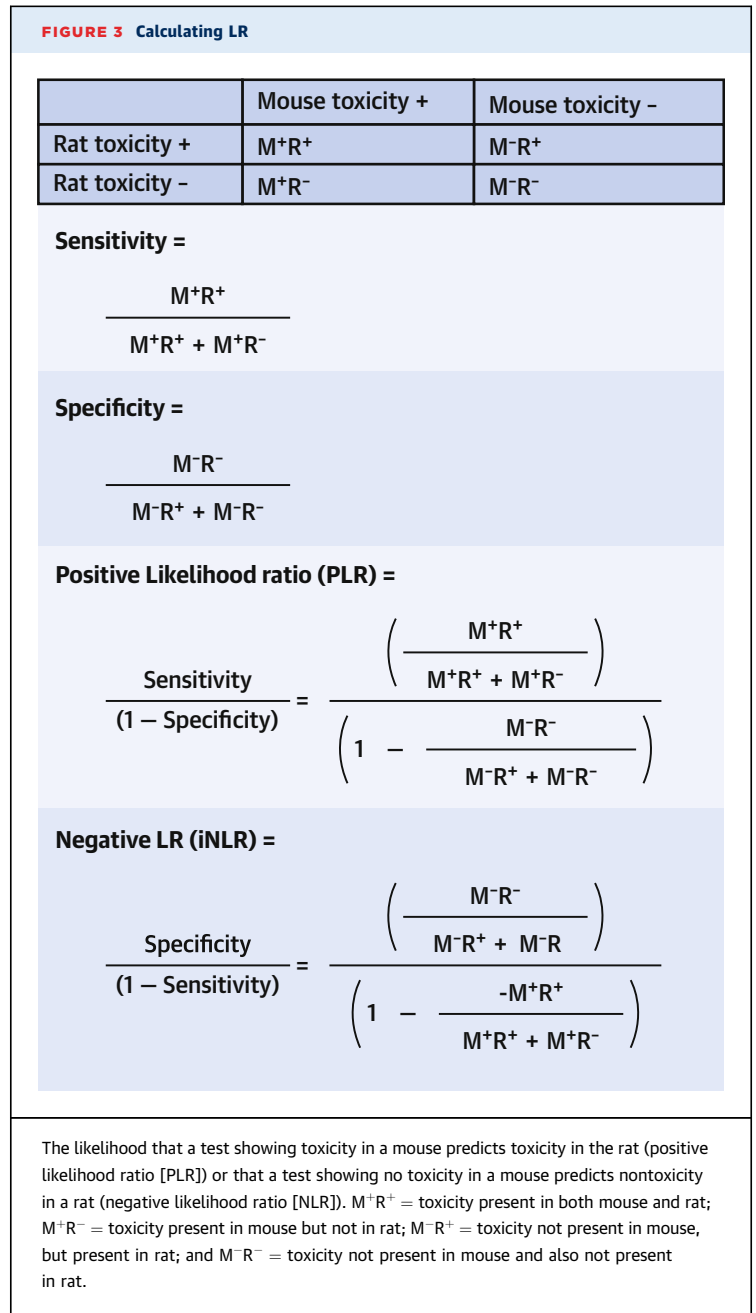 FIGURE 3 Calculating LR
Mouse toxicity + Mouse toxicity -
Rat toxicity + M⁺R⁺ M⁻R⁺
Rat toxicity - M⁺R⁻ M⁻R⁻
Sensitivity =
M⁺R⁺
M⁺R⁺ + M⁺R⁻
Specificity =
M⁻R⁻
M⁻R⁺ + M⁻R⁻
Positive Likelihood ratio (PLR) =
Sensitivity
(1 — Specificity)
=
( M⁺R⁺
M⁺R⁺ + M⁺R⁻ )
( 1 - M⁻R⁻
M⁻R⁺ + M⁻R⁻ )
Negative LR (iNLR) =
Specificity
(1 — Sensitivity)
=
( M⁻R⁻
M⁻R⁺ + M⁻R )
( 1 - -M⁺R⁺
M⁺R⁺ + M⁺R⁻ )
The likelihood that a test showing toxicity in a mouse predicts toxicity in the rat (positive
likelihood ratio [PLR]) or that a test showing no toxicity in a mouse predicts nontoxicity
in a rat (negative likelihood ratio [NLR]). M⁺R⁺ = toxicity present in both mouse and rat;
M⁺R⁻ = toxicity present in mouse but not in rat; M⁻R⁺ = toxicity not present in mouse,
but present in rat; and M⁻R⁻ = toxicity not present in mouse and also not present
in rat.